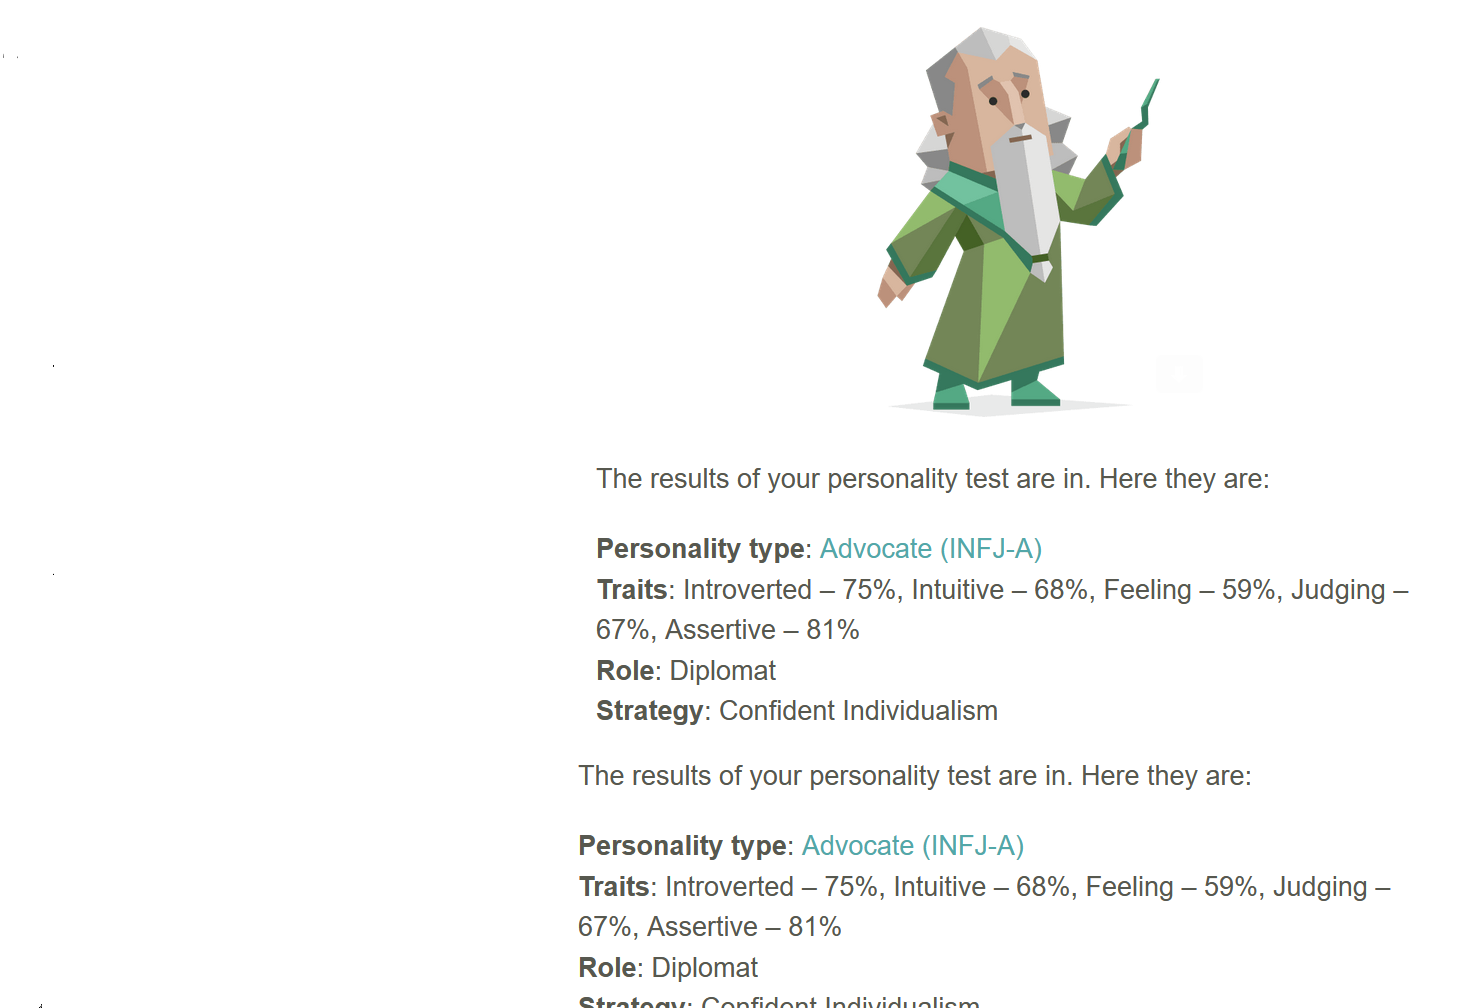 The results of your personality test are in. Here they are:
Personality type: Advocate (INFJ-A)
Traits: Introverted – 75%, Intuitive – 68%, Feeling – 59%, Judging –
67%, Assertive – 81%
Role: Diplomat
Strategy: Confident Individualism
The results of your personality test are in. Here they are:
Personality type: Advocate (INFJ-A)
Traits: Introverted – 75%, Intuitive – 68%, Feeling – 59%, Judging –
67%, Assertive – 81%
Role: Diplomat
Strategy: Confident Individualism